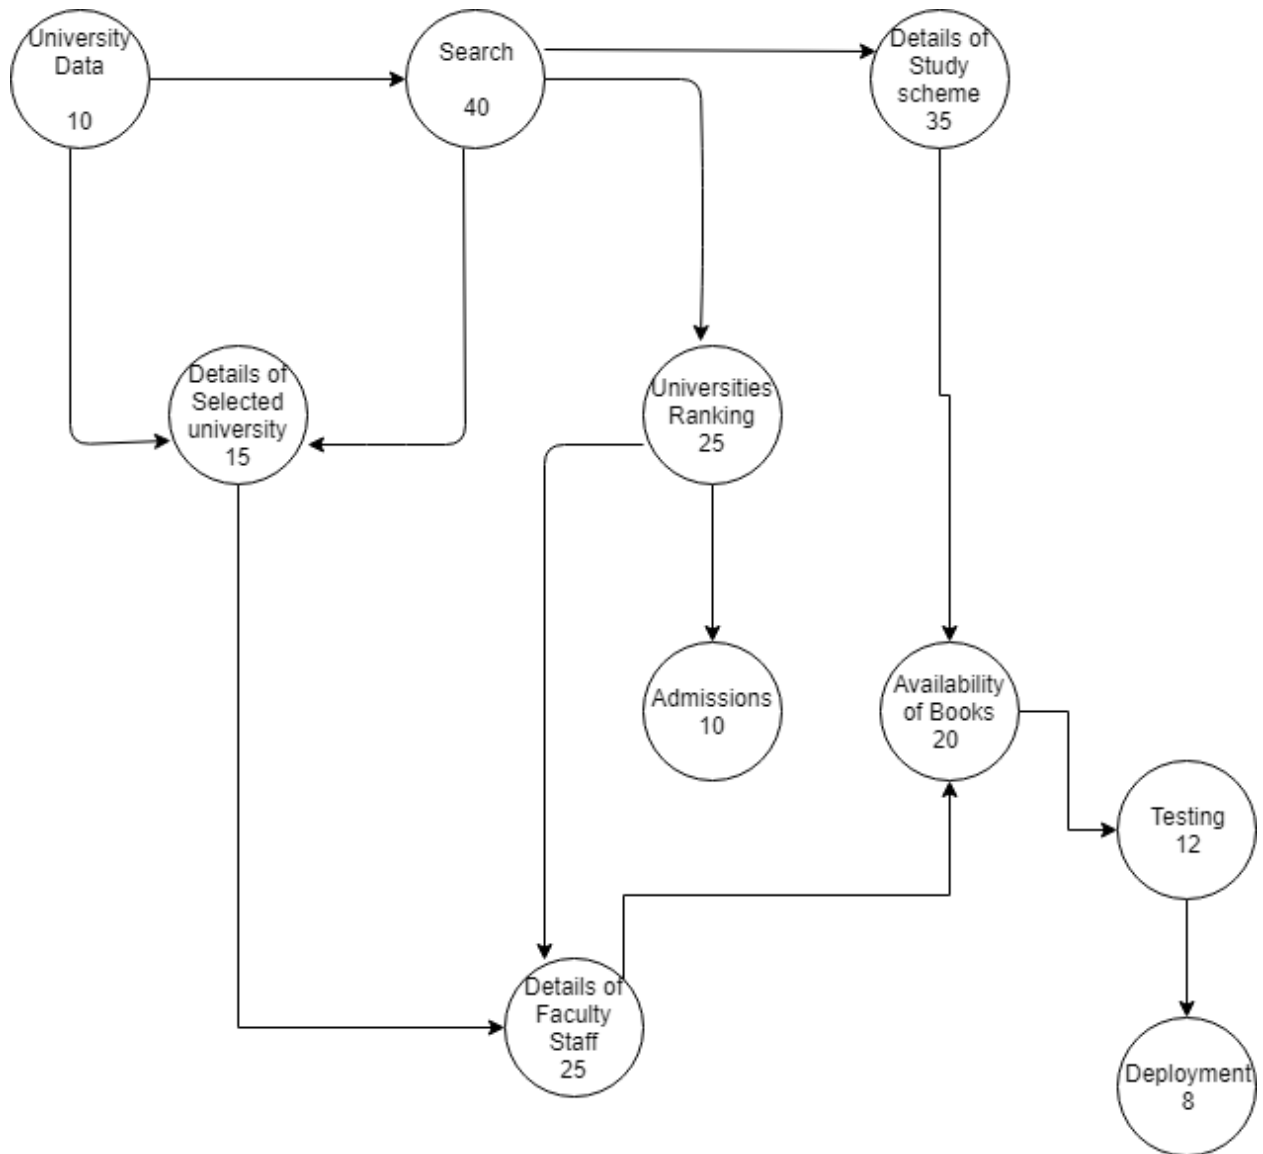 University
Data
10
Search
40
Details of
Study
scheme
35
Details of
Selected
university
15
Universities
Ranking
25
Admissions
10
Availability
of Books
20
Testing
12
Details of
Faculty
Staff
25
Deployment
8